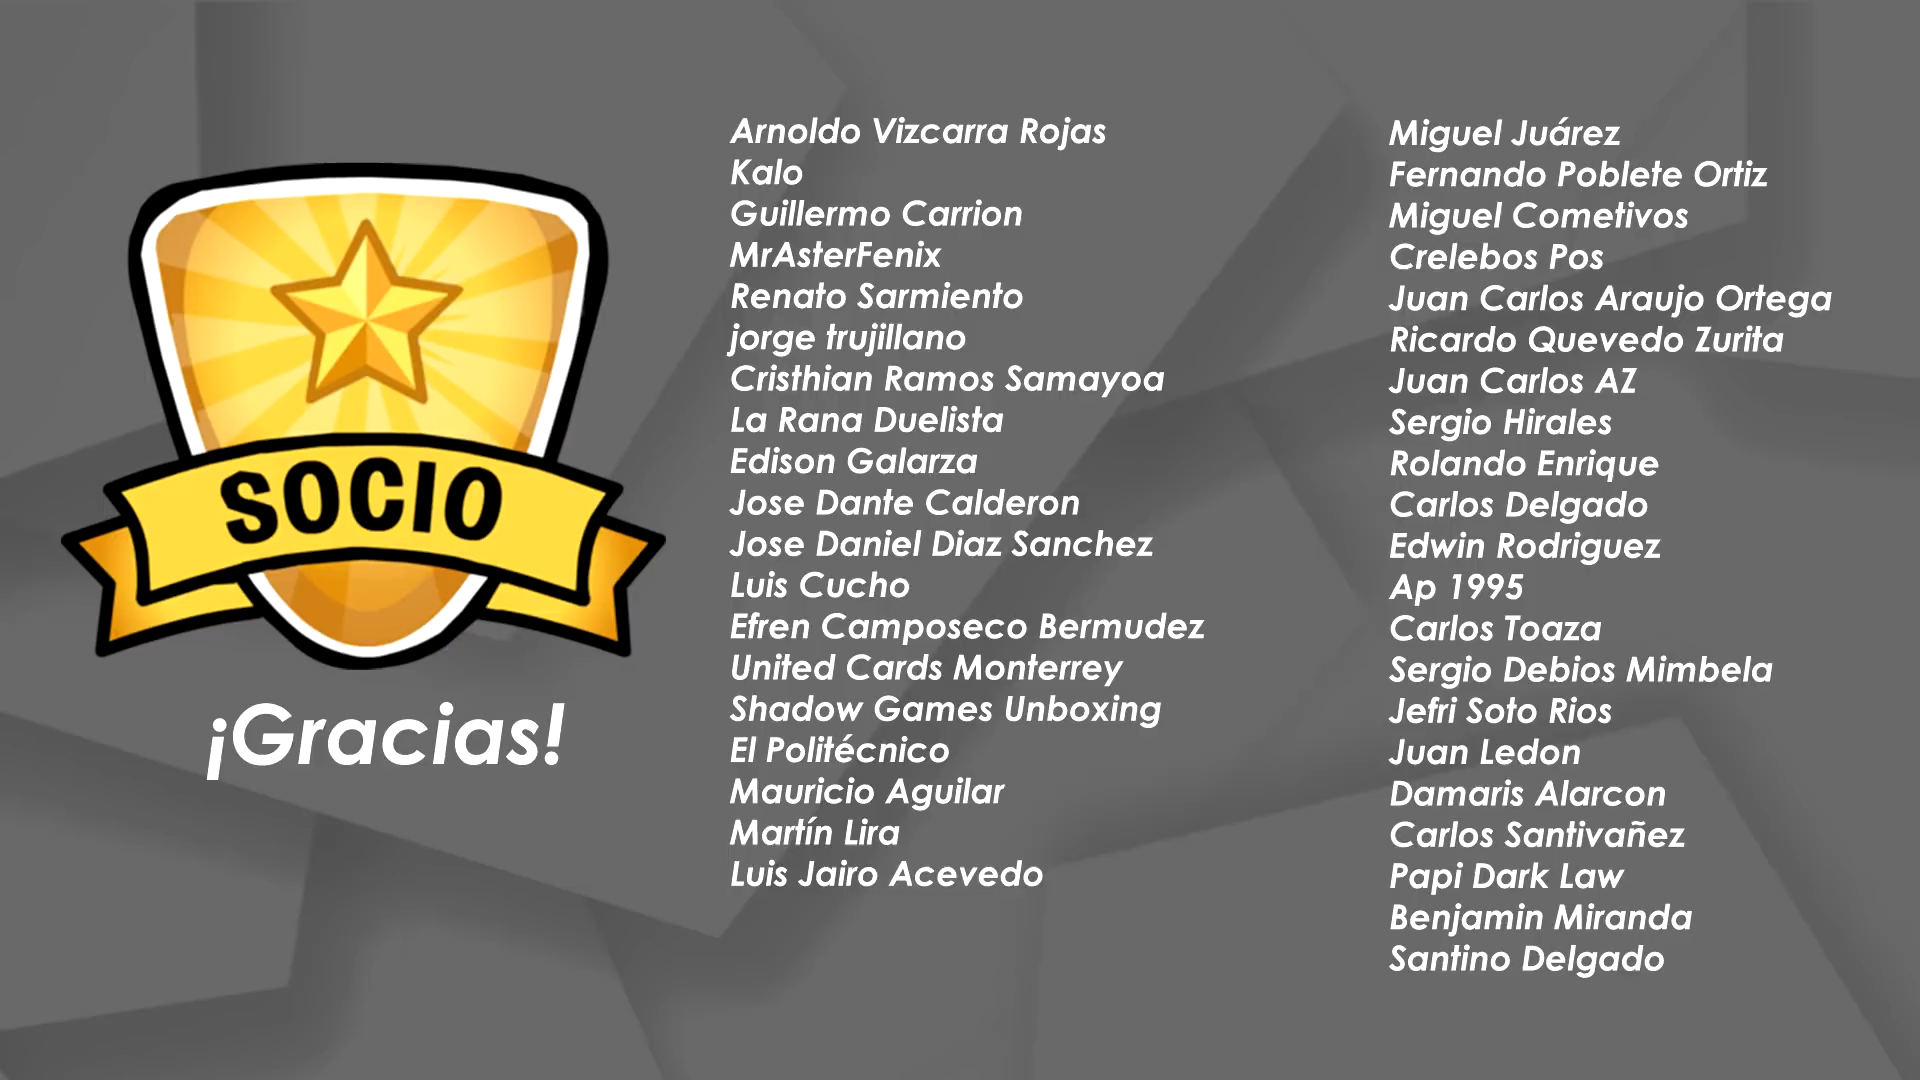 SOCIO
¡Gracias!
Arnoldo Vizcarra Rojas
Kalo
Guillermo Carrion
MrAsterFenix
Renato Sarmiento
jorge trujillano
Cristhian Ramos Samayoa
La Rana Duelista
Edison Galarza
Jose Dante Calderon
Jose Daniel Diaz Sanchez
Luis Cucho
Efren Camposeco Bermudez
United Cards Monterrey
Shadow Games Unboxing
El Politécnico
Mauricio Aguilar
Martín Lira
Luis Jairo Acevedo
Miguel Juárez
Fernando Poblete Ortiz
Miguel Cometivos
Crelebos Pos
Juan Carlos Araujo Ortega
Ricardo Quevedo Zurita
Juan Carlos AZ
Sergio Hirales
Rolando Enrique
Carlos Delgado
Edwin Rodriguez
Ap 1995
Carlos Toaza
Sergio Debios Mimbela
Jefri Soto Rios
Juan Ledon
Damaris Alarcon
Carlos Santivañez
Papi Dark Law
Benjamin Miranda
Santino Delgado